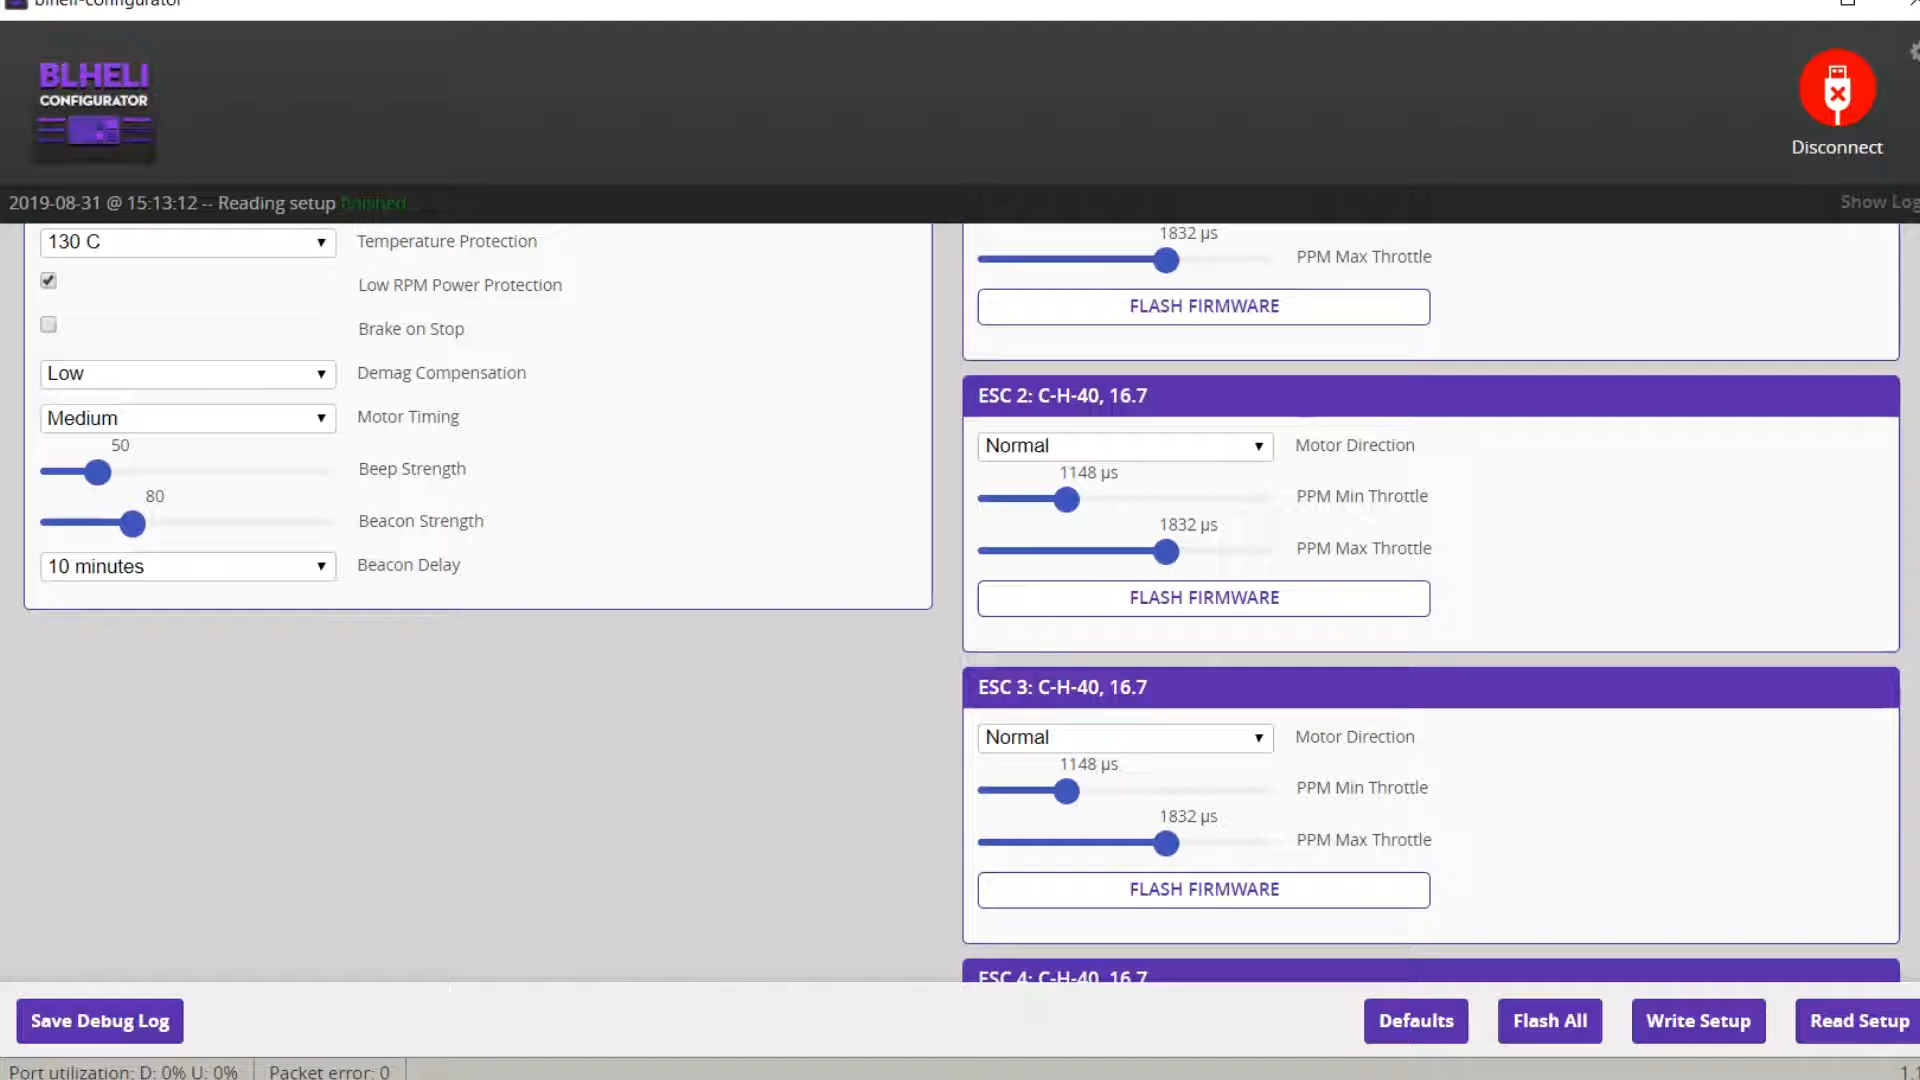 blheli-configurator
BLHELI
CONFIGURATOR
Disconnect
2019-08-31 @ 15:13:12 -- Reading setup finished.
Show Log
130 C
Temperature Protection
Low RPM Power Protection
Brake on Stop
Low
Demag Compensation
Medium
Motor Timing
50
Beep Strength
80
Beacon Strength
10 minutes
Beacon Delay
1832 µs
PPM Max Throttle
FLASH FIRMWARE
ESC 2: C-H-40, 16.7
Normal
Motor Direction
1148 µs
PPM Min Throttle
1832 µs
PPM Max Throttle
FLASH FIRMWARE
ESC 3: C-H-40, 16.7
Normal
Motor Direction
1148 µs
PPM Min Throttle
1832 µs
PPM Max Throttle
FLASH FIRMWARE
ESC 4: C-H-40, 16.7
Save Debug Log
Defaults
Flash All
Write Setup
Read Setup
Port utilization: D: 0% U: 0%
Packet error: 0